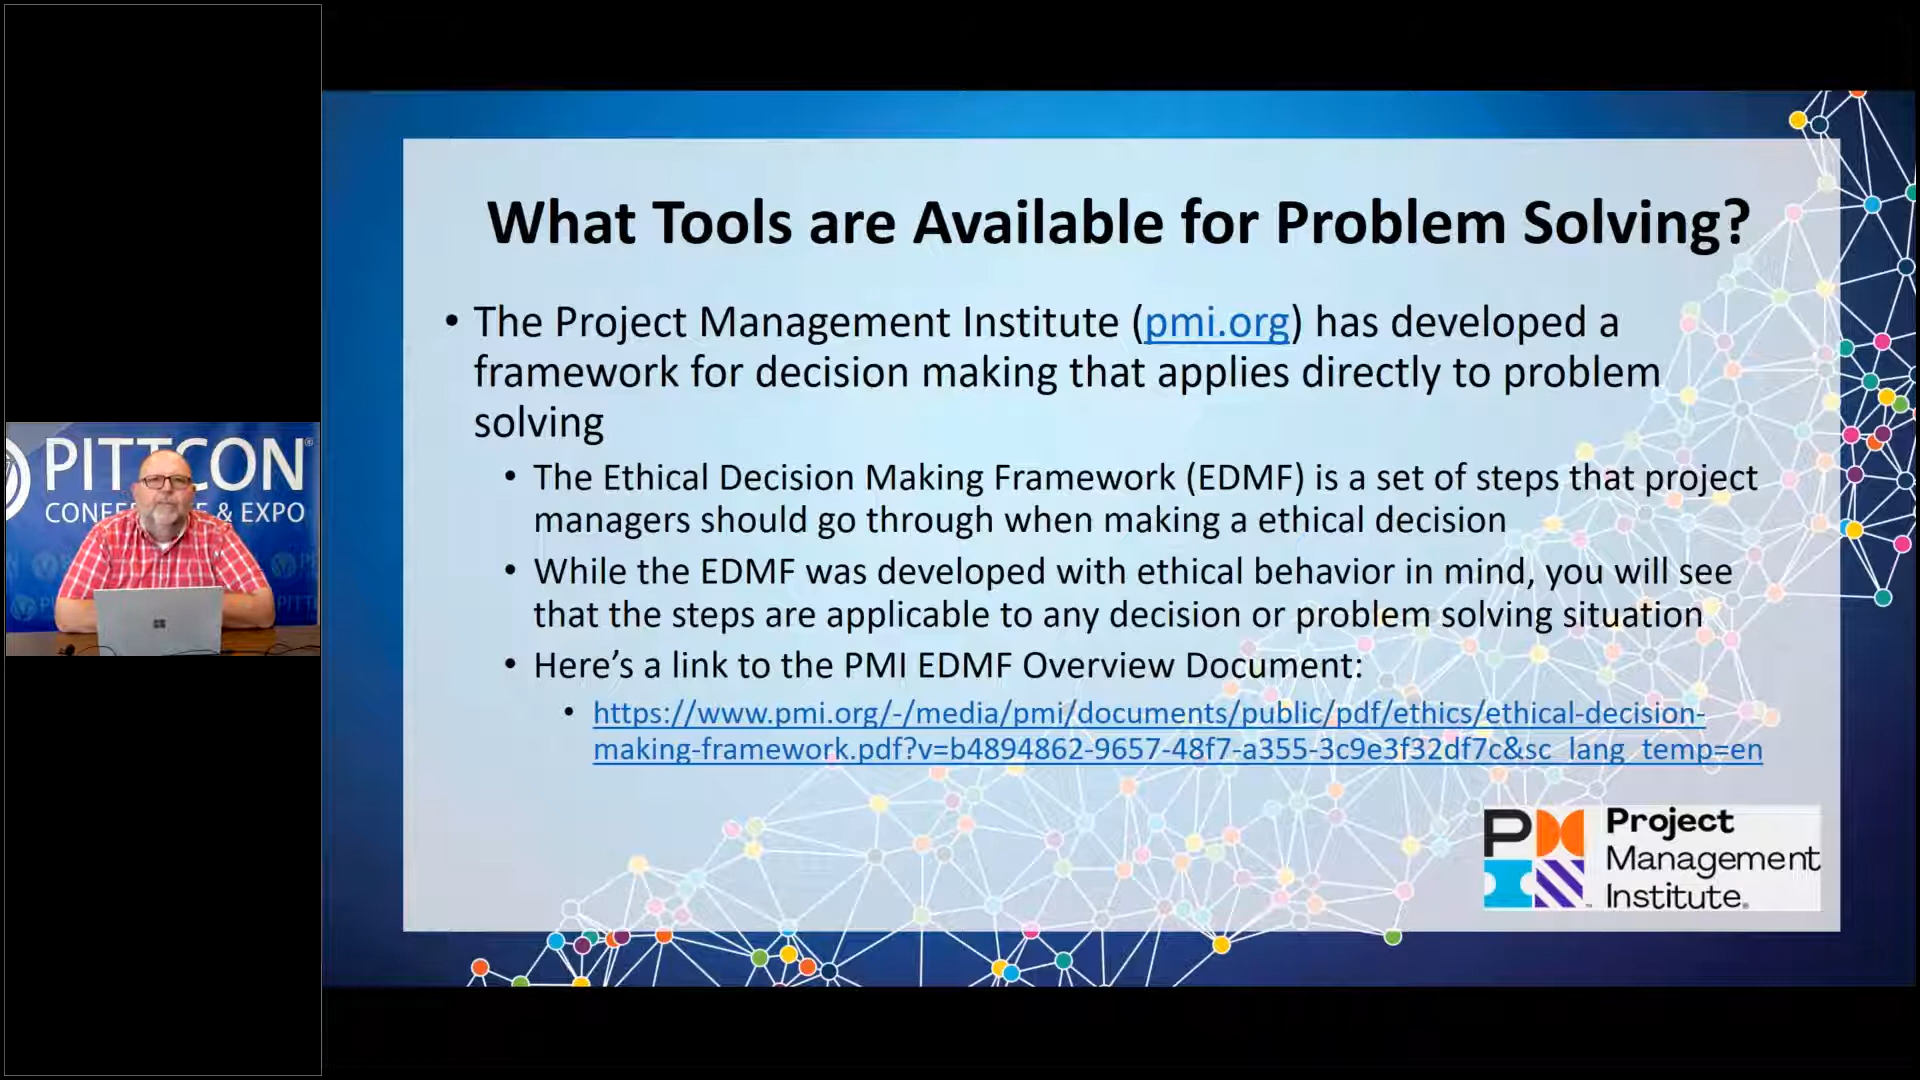 What Tools are Available for Problem Solving?
• The Project Management Institute (pmi.org) has developed a
framework for decision making that applies directly to problem
solving
• The Ethical Decision Making Framework (EDMF) is a set of steps that project
managers should go through when making a ethical decision
• While the EDMF was developed with ethical behavior in mind, you will see
that the steps are applicable to any decision or problem solving situation
• Here’s a link to the PMI EDMF Overview Document:
• https://www.pmi.org/-/media/pmi/documents/public/pdf/ethics/ethical-decision-
making-framework.pdf?v=b4894862-9657-48f7-a355-3c9e3f32df7c&sc_lang_temp=en
Project
Management
Institute.
PITTCON®
& EXPO